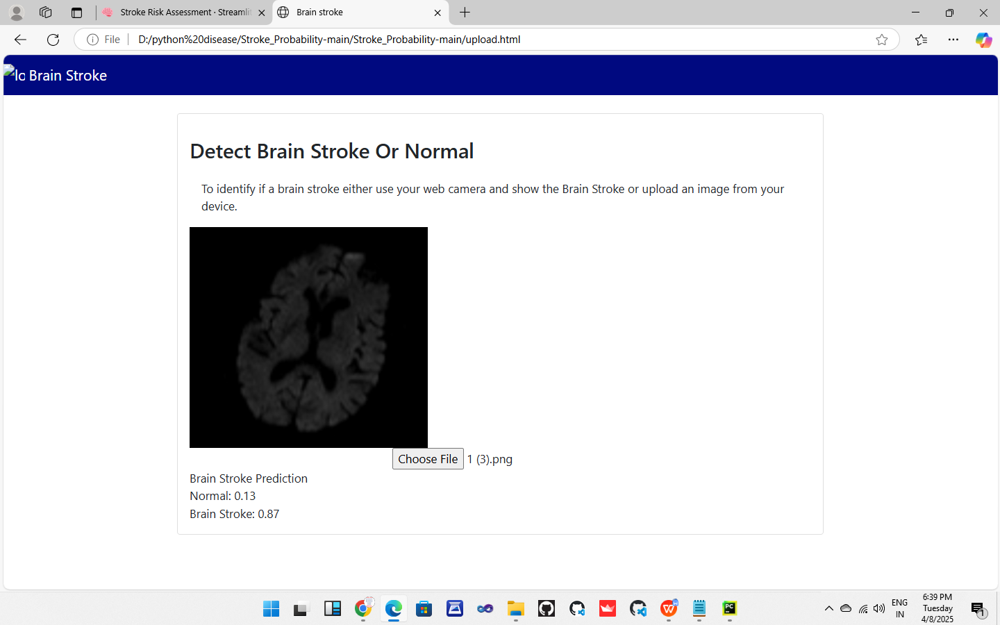 Stroke Risk Assessment · Streamlit
Brain stroke
File
D:/python%20disease/Stroke_Probability-main/Stroke_Probability-main/upload.html
lo Brain Stroke
Detect Brain Stroke Or Normal
To identify if a brain stroke either use your web camera and show the Brain Stroke or upload an image from your
device.
Choose File 1 (3).png
Brain Stroke Prediction
Normal: 0.13
Brain Stroke: 0.87
PC
W
ENG
IN
6:39 PM
Tuesday
4/8/2025
1